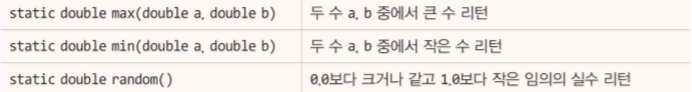 static double max(double a, double b) 두 수 a, b 중에서 큰 수 리턴
static double min(double a, double b) 두 수 a, b 중에서 작은 수 리턴
static double random() 0.0보다 크거나 같고 1.0보다 작은 임의의 실수 리턴